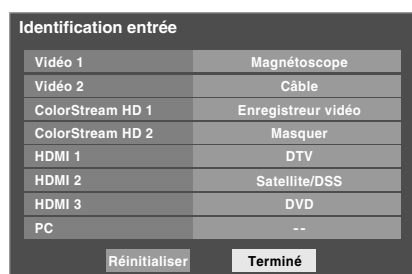 Identification entrée
Vidéo 1 Magnétoscope
Vidéo 2 Câble
ColorStream HD 1 Enregistreur vidéo
ColorStream HD 2 Masquer
HDMI 1 DTV
HDMI 2 Satellite/DSS
HDMI 3 DVD
PC --
Réinitialiser Terminé